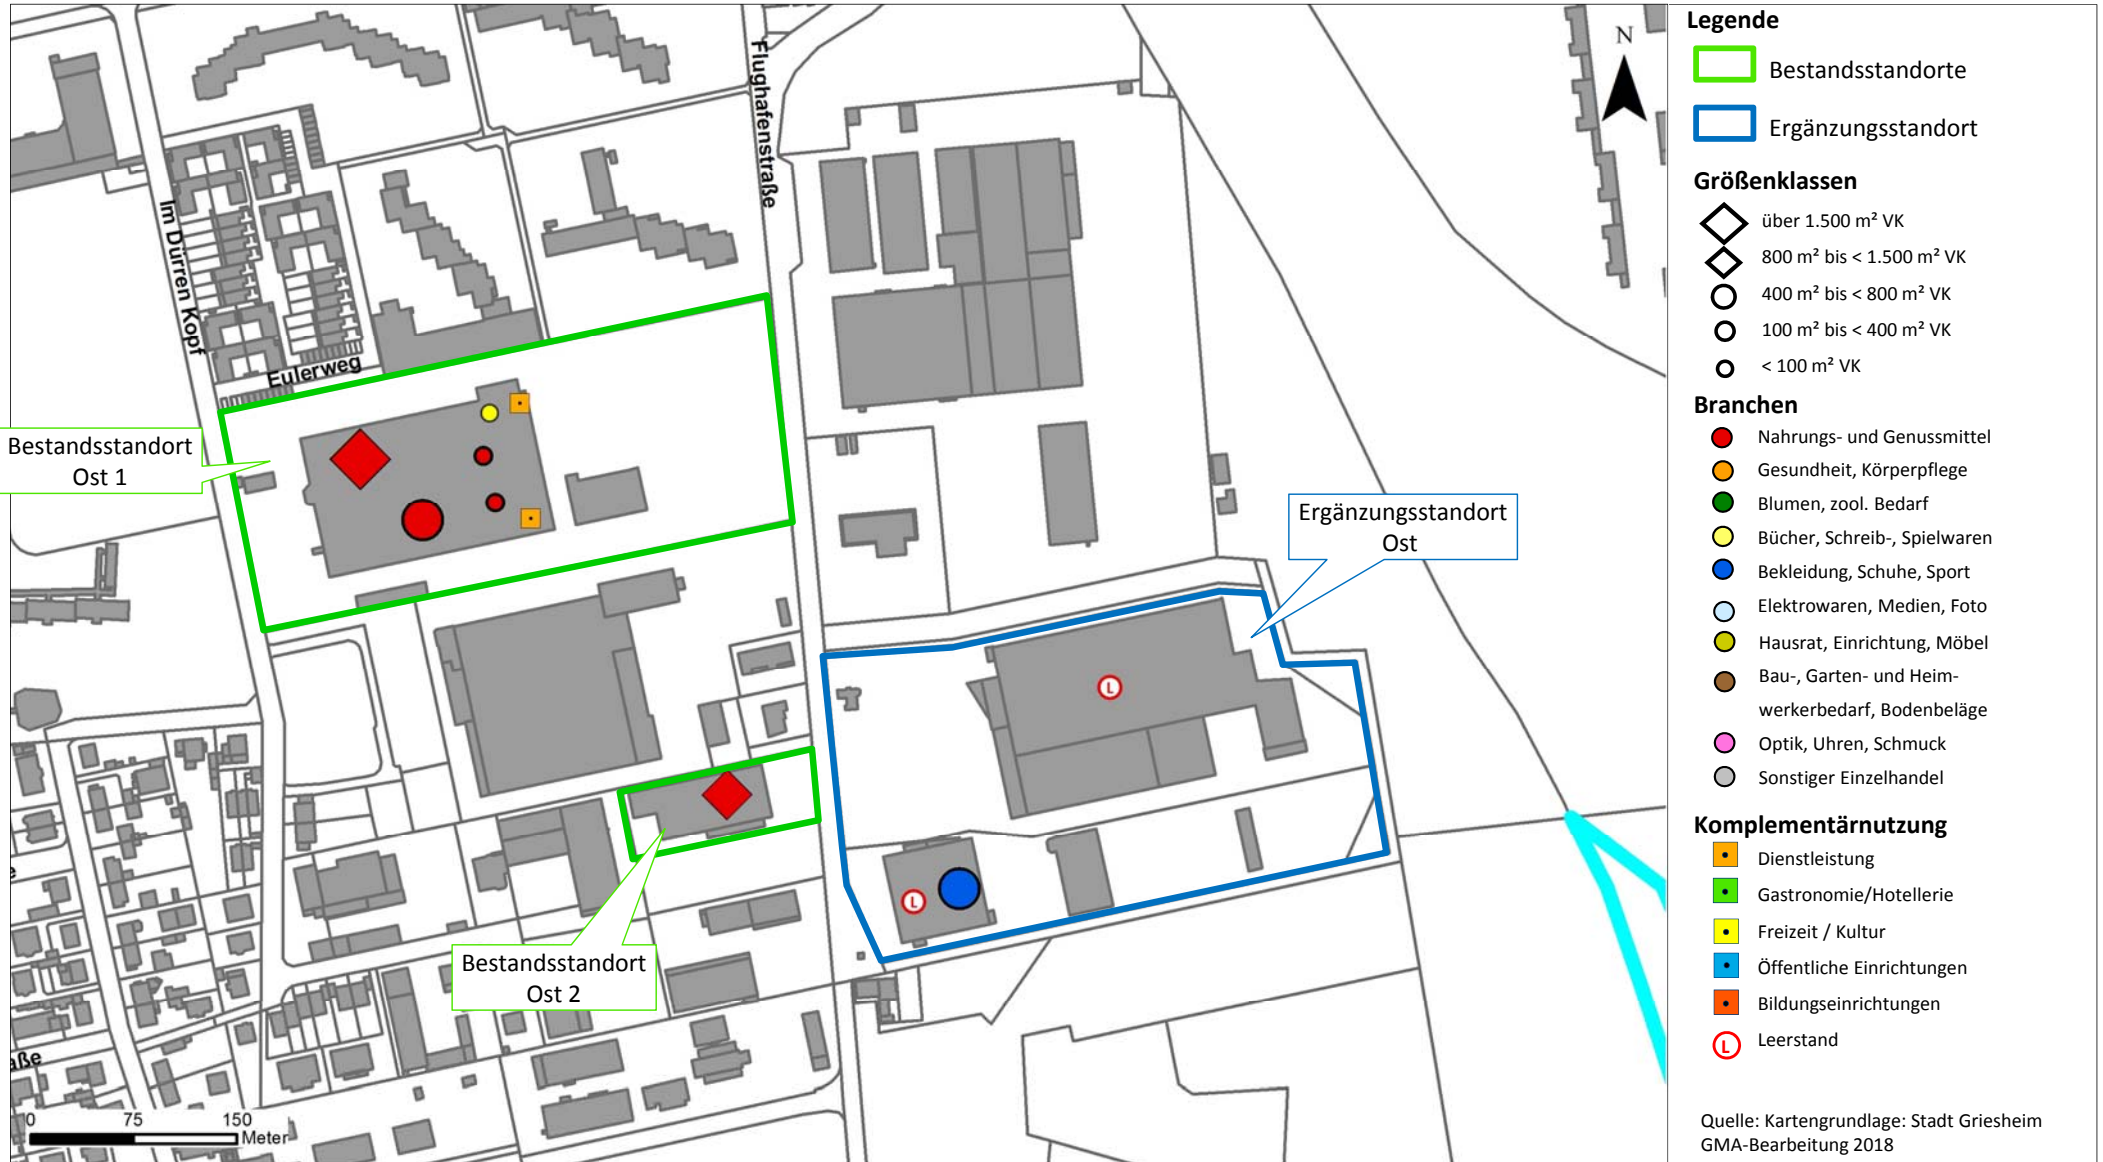 Flughafenstraße
Im Dürren Kopf
Eulerweg
Bestandsstandort
Ost 1
Ergänzungsstandort
Ost
Bestandsstandort
Ost 2
L
L
0 75 150
Meter
N
Legende
Bestandsstandorte
Ergänzungsstandort
Größenklassen
über 1.500 m² VK
800 m² bis < 1.500 m² VK
400 m² bis < 800 m² VK
100 m² bis < 400 m² VK
< 100 m² VK
Branchen
Nahrungs- und Genussmittel
Gesundheit, Körperpflege
Blumen, zool. Bedarf
Bücher, Schreib-, Spielwaren
Bekleidung, Schuhe, Sport
Elektrowaren, Medien, Foto
Hausrat, Einrichtung, Möbel
Bau-, Garten- und Heim-
werkerbedarf, Bodenbeläge
Optik, Uhren, Schmuck
Sonstiger Einzelhandel
Komplementärnutzung
Dienstleistung
Gastronomie/Hotellerie
Freizeit / Kultur
Öffentliche Einrichtungen
Bildungseinrichtungen
L Leerstand
Quelle: Kartengrundlage: Stadt Griesheim
GMA-Bearbeitung 2018